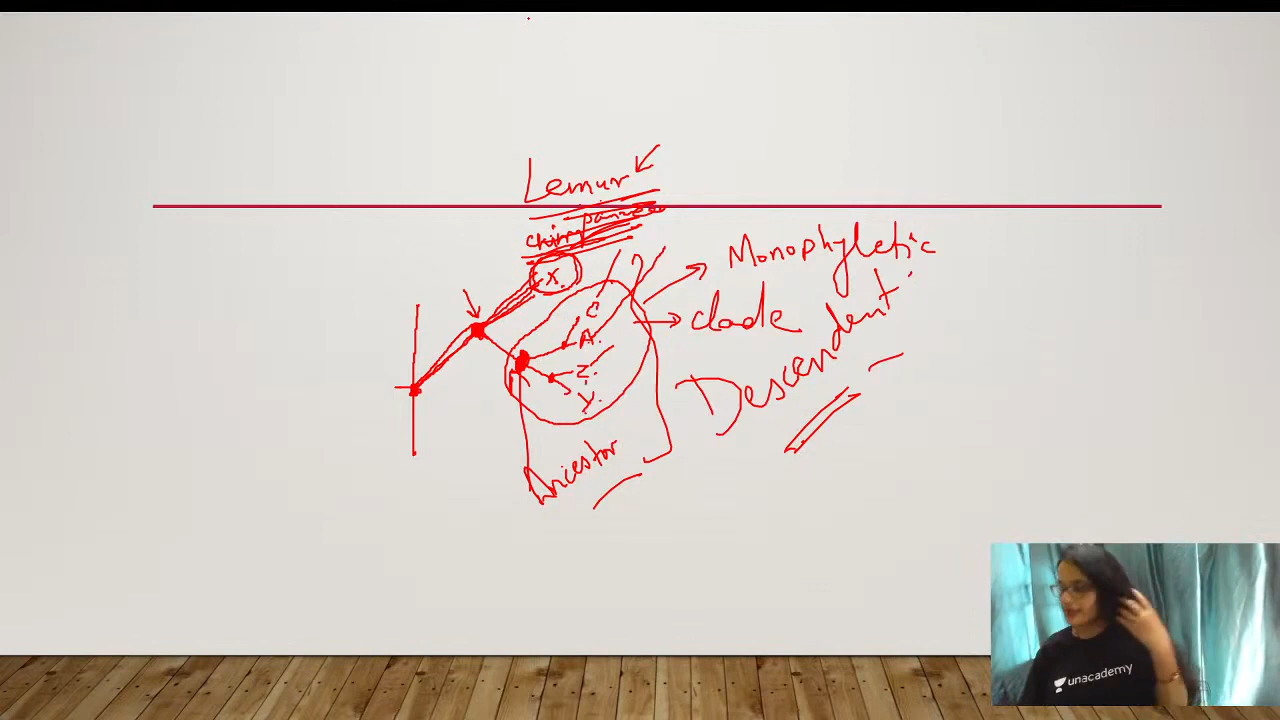 Lemur
chimpanzee
X
Monophyletic
C
clade
A
Z
Descendent
Y
Ancestor
unacademy